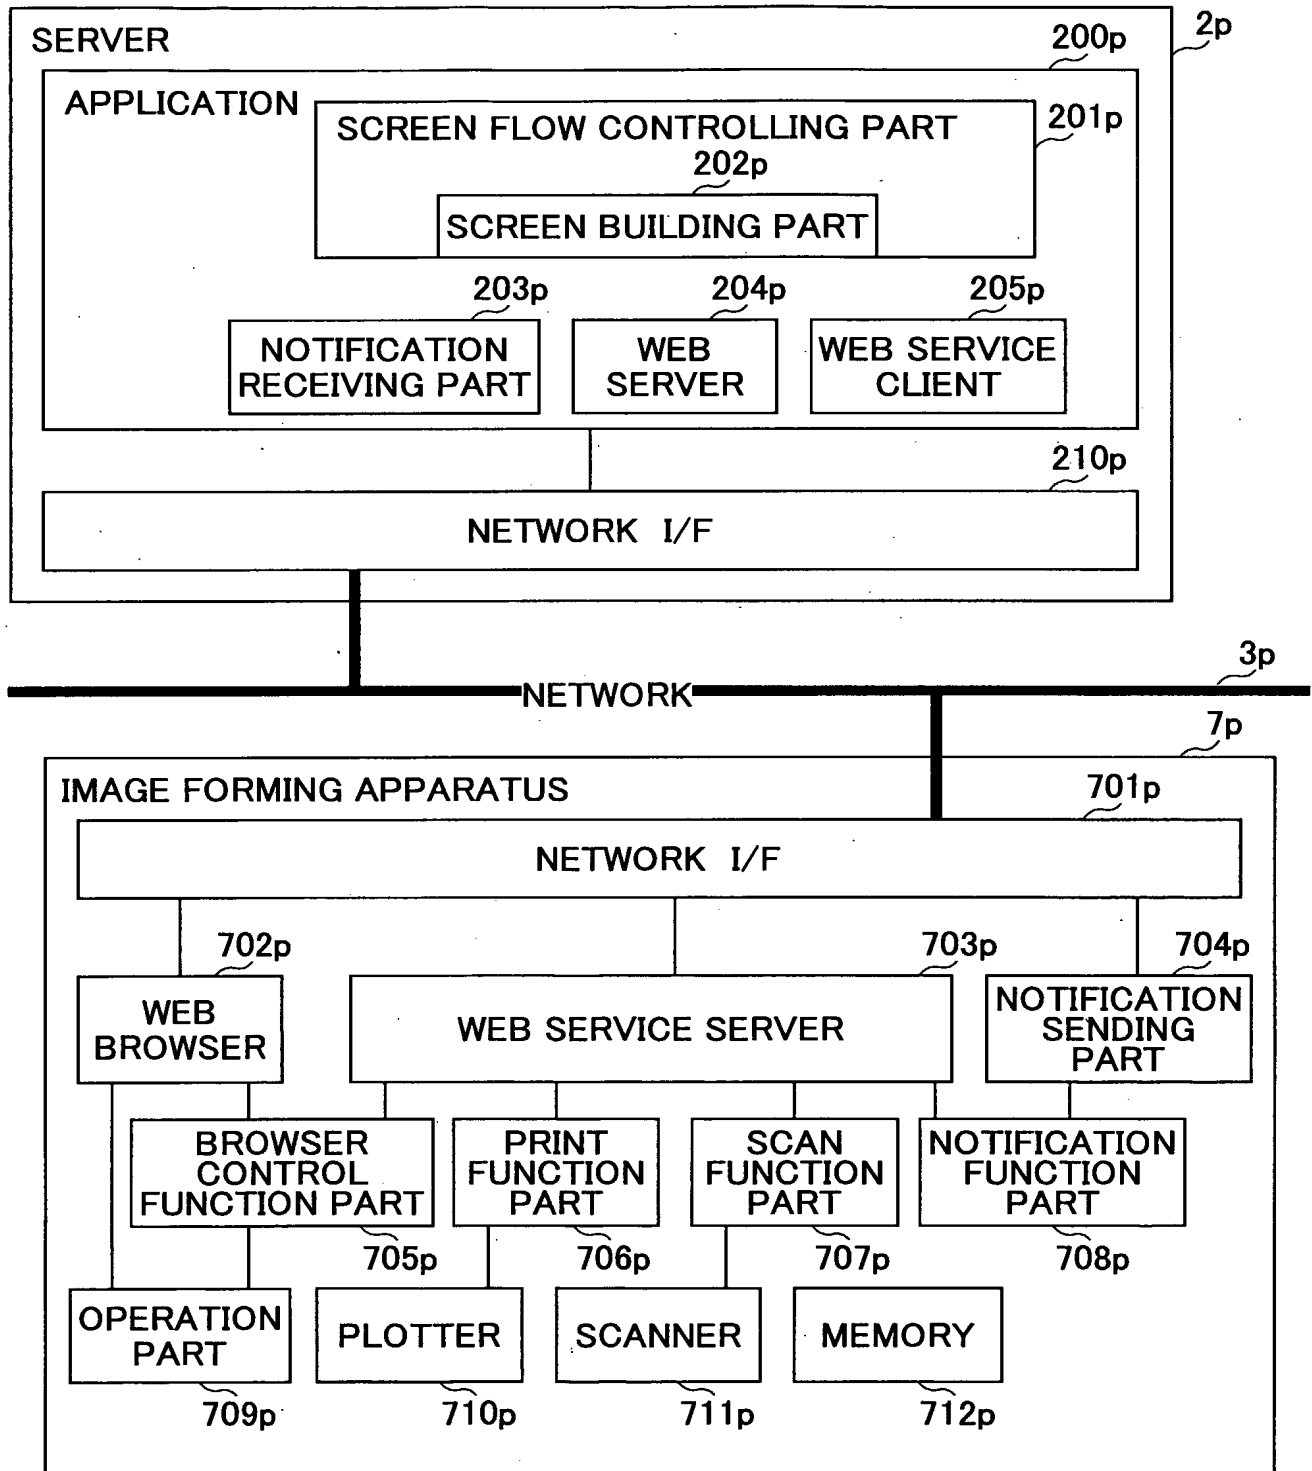 2p
SERVER
200p
APPLICATION
SCREEN FLOW CONTROLLING PART
201p
202p
SCREEN BUILDING PART
203p
204p
205p
NOTIFICATION
RECEIVING PART
WEB
SERVER
WEB SERVICE
CLIENT
210p
NETWORK I/F
3p
NETWORK
7p
IMAGE FORMING APPARATUS
701p
NETWORK I/F
702p
703p
704p
WEB
BROWSER
WEB SERVICE SERVER
NOTIFICATION
SENDING
PART
BROWSER
CONTROL
FUNCTION PART
PRINT
FUNCTION
PART
SCAN
FUNCTION
PART
NOTIFICATION
FUNCTION
PART
705p
706p
707p
708p
OPERATION
PART
PLOTTER
SCANNER
MEMORY
709p
710p
711p
712p